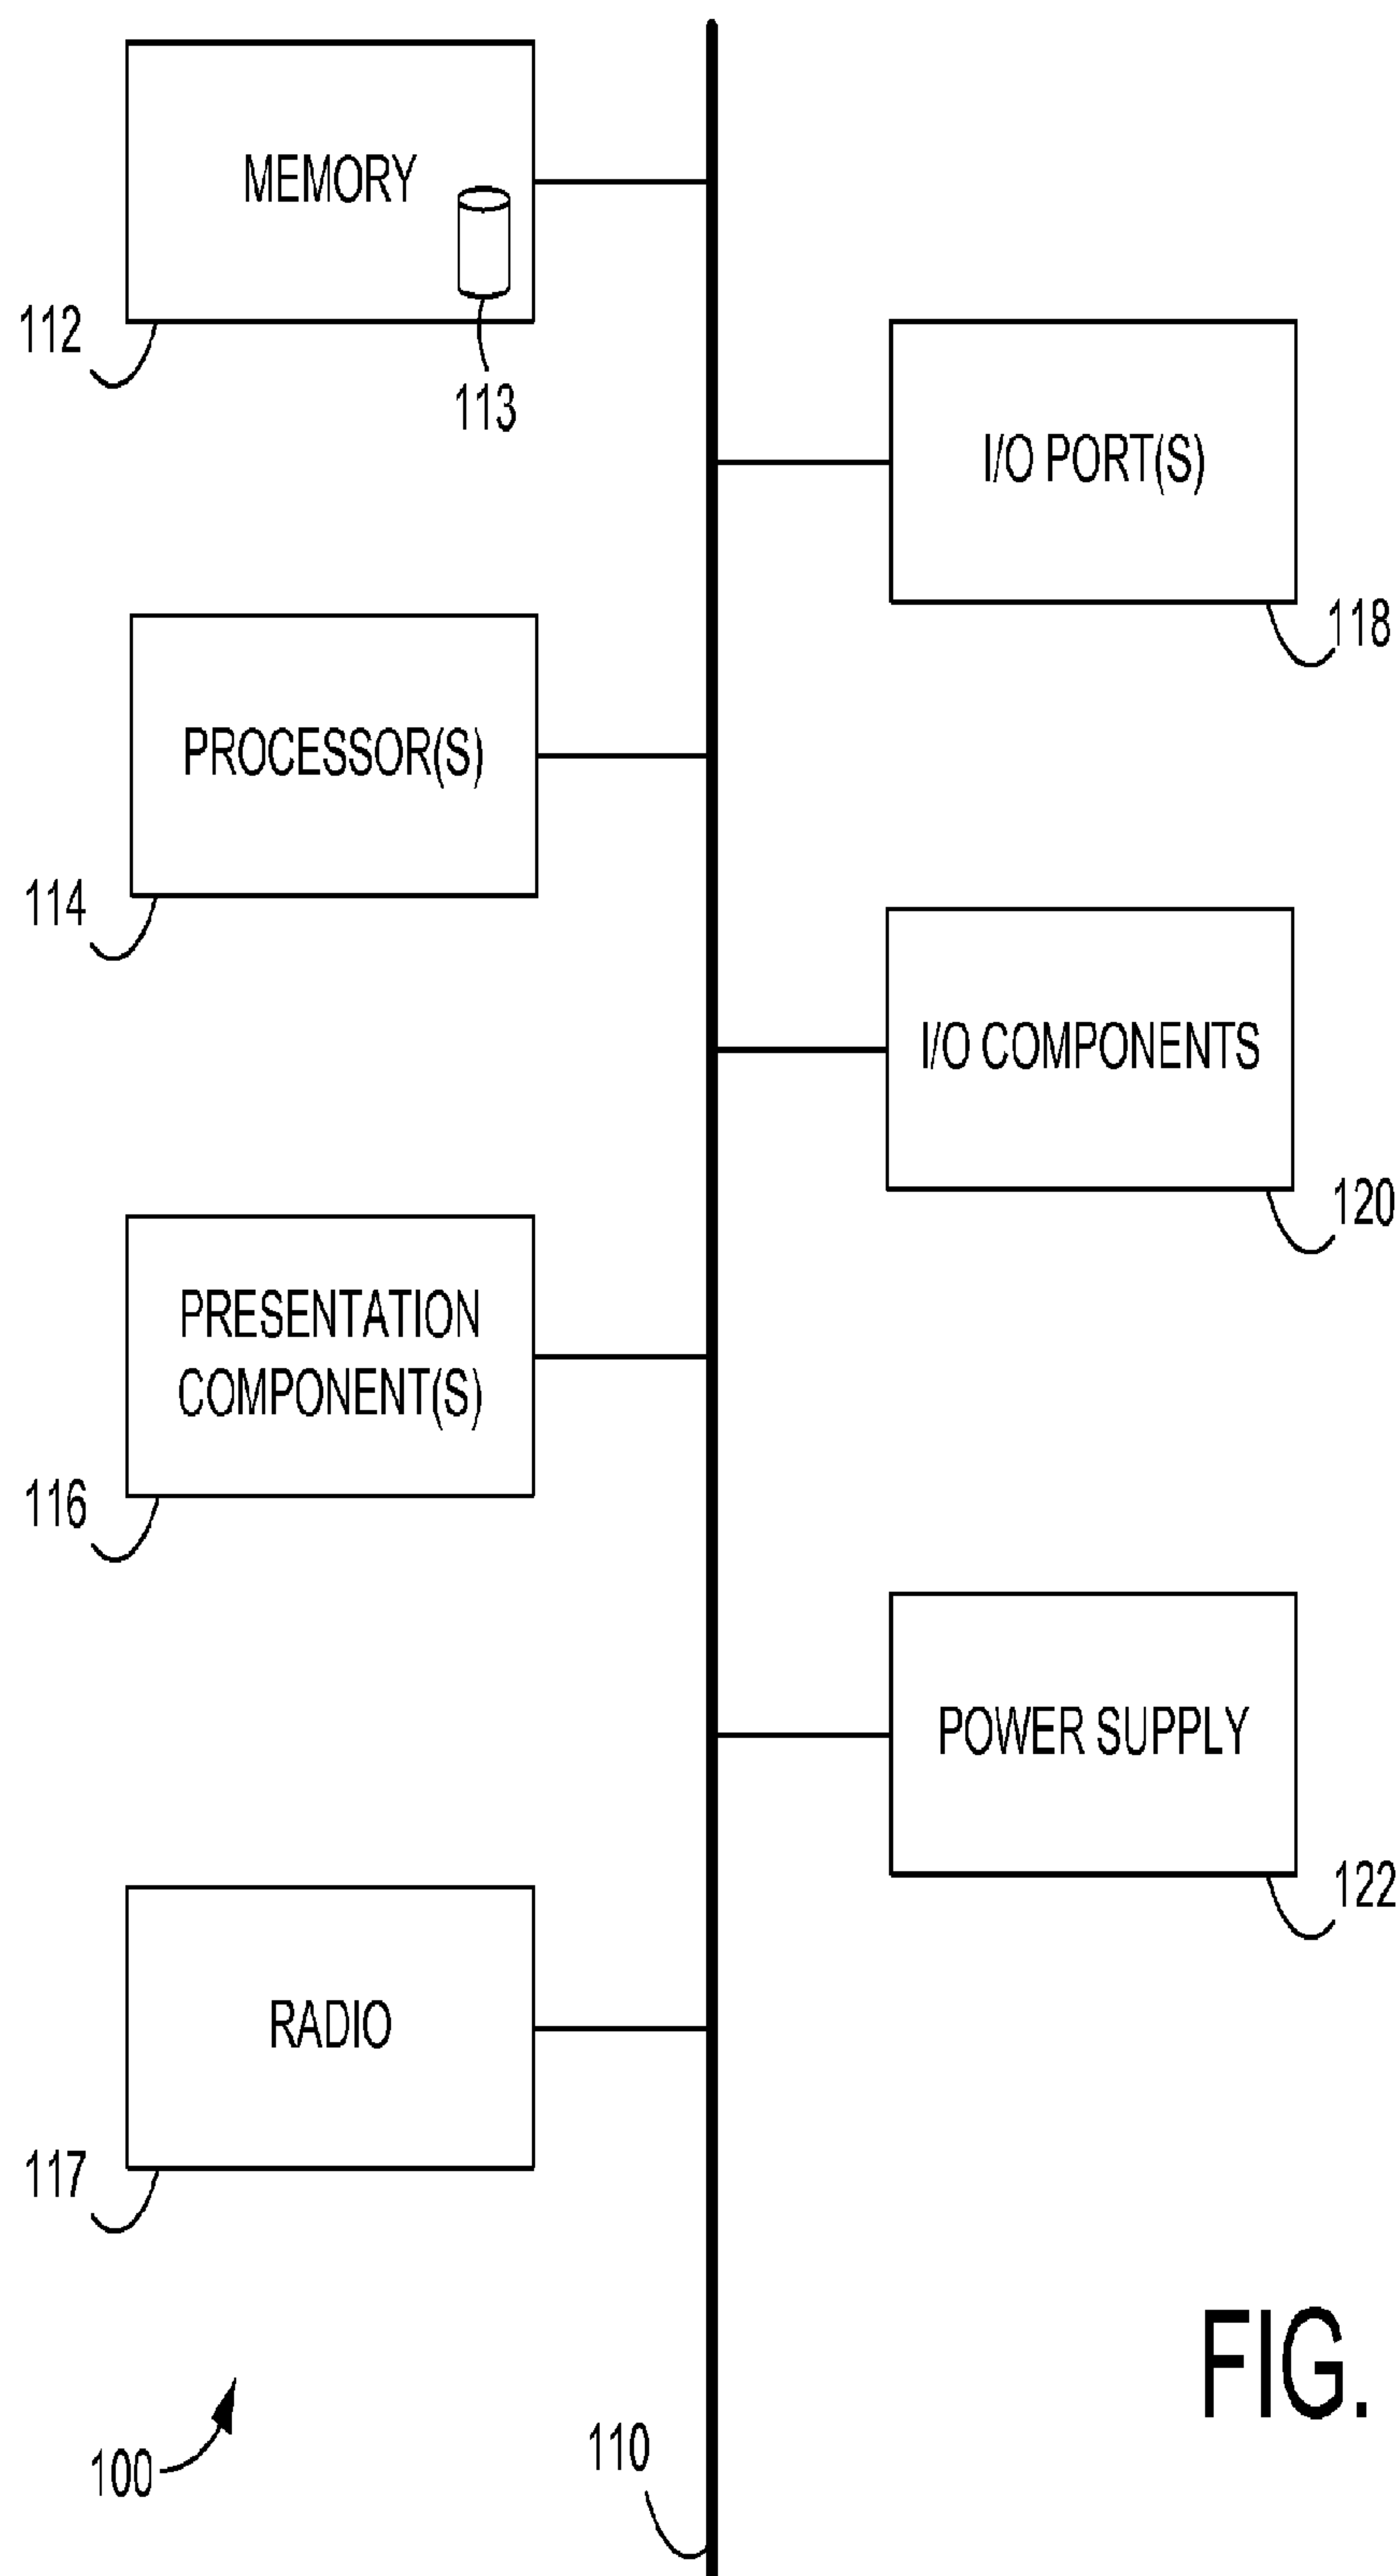 MEMORY
112
113
I/O PORT(S)
118
PROCESSOR(S)
114
I/O COMPONENTS
120
PRESENTATION
COMPONENT(S)
116
POWER SUPPLY
122
RADIO
117
FIG.
100
110